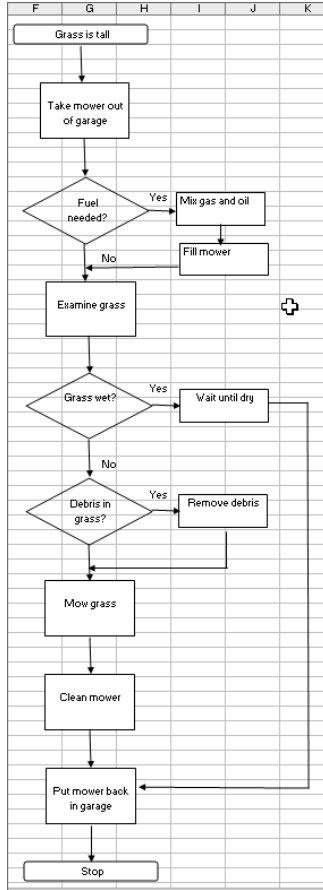 F G H I J K
Grass is tall
Take mower out
of garage
Fuel
needed?
Yes
Mix gas and oil
No
Fill mower
Examine grass
Grass wet?
Yes
Wait until dry
No
Debris in
grass?
Yes
Remove debris
Mow grass
Clean mower
Put mower back
in garage
Stop